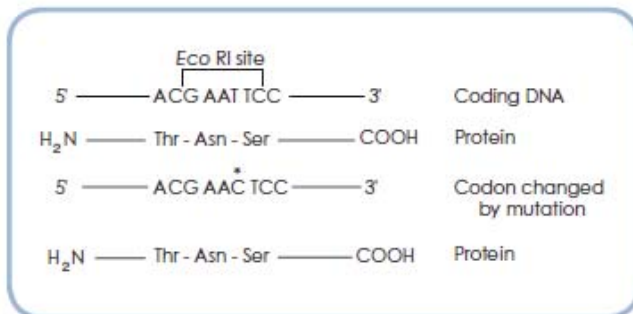 Eco RI site
5' ACG AAT TCC 3' Coding DNA
H₂N Thr - Asn - Ser COOH Protein
*
5' ACG AAC TCC 3' Codon changed
by mutation
H₂N Thr - Asn - Ser COOH Protein